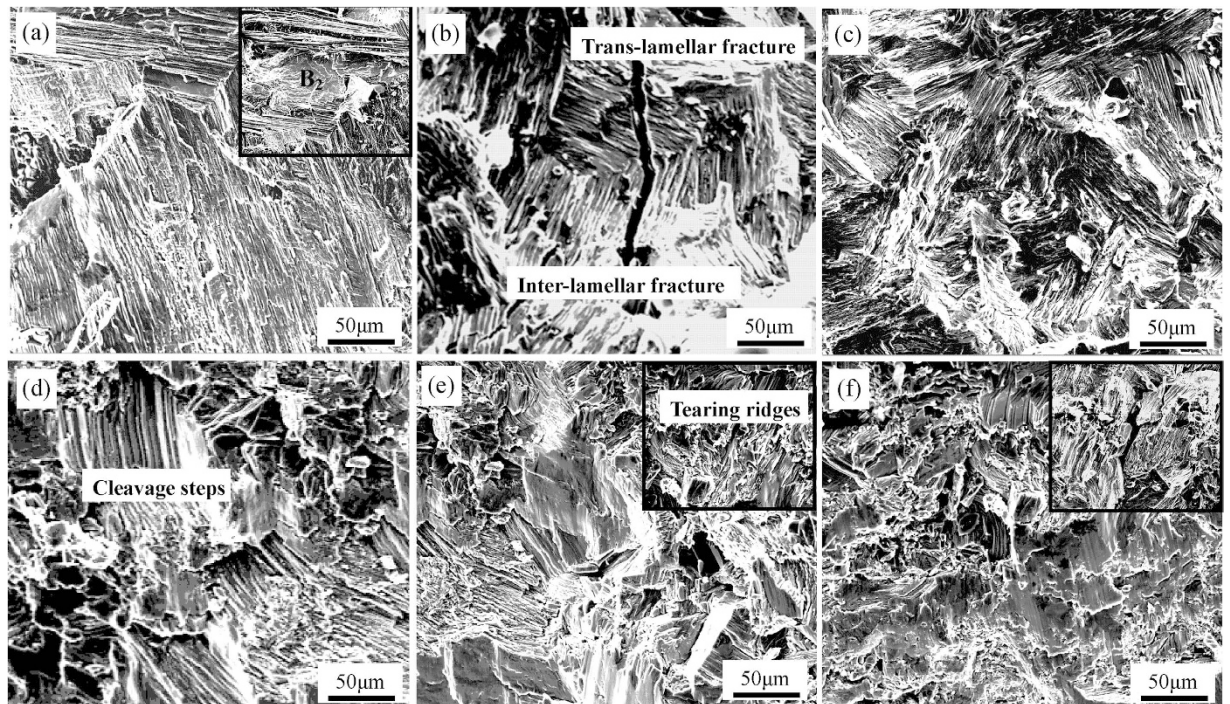 (a)
B₂
50μm
(b)
Trans-lamellar fracture
Inter-lamellar fracture
50μm
(c)
50μm
(d)
Cleavage steps
50μm
(e)
Tearing ridges
50μm
(f)
50μm